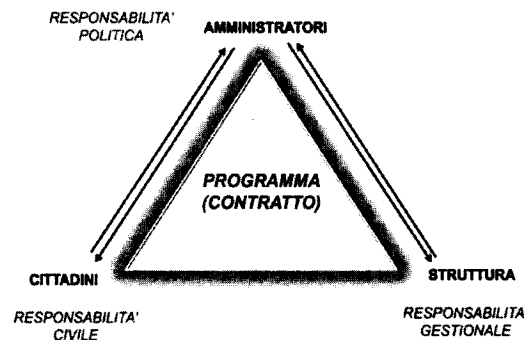 RESPONSABILITA'
POLITICA
AMMINISTRATORI
PROGRAMMA
(CONTRATTO)
CITTADINI
STRUTTURA
RESPONSABILITA'
CIVILE
RESPONSABILITA
GESTIONALE